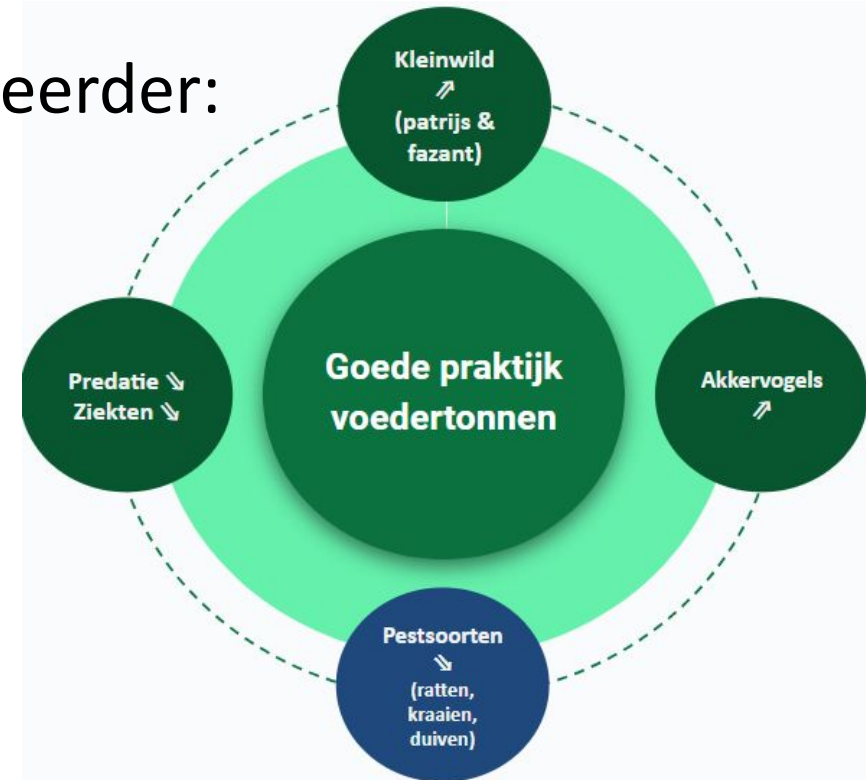 eerder:
Kleinwild
⇗
(patrijs &
fazant)
Predatie ⇘
Ziekten ⇘
Goede praktijk
voedertonnen
Akkervogels
⇗
Pestsoorten
⇘
(ratten,
kraaien,
duiven)